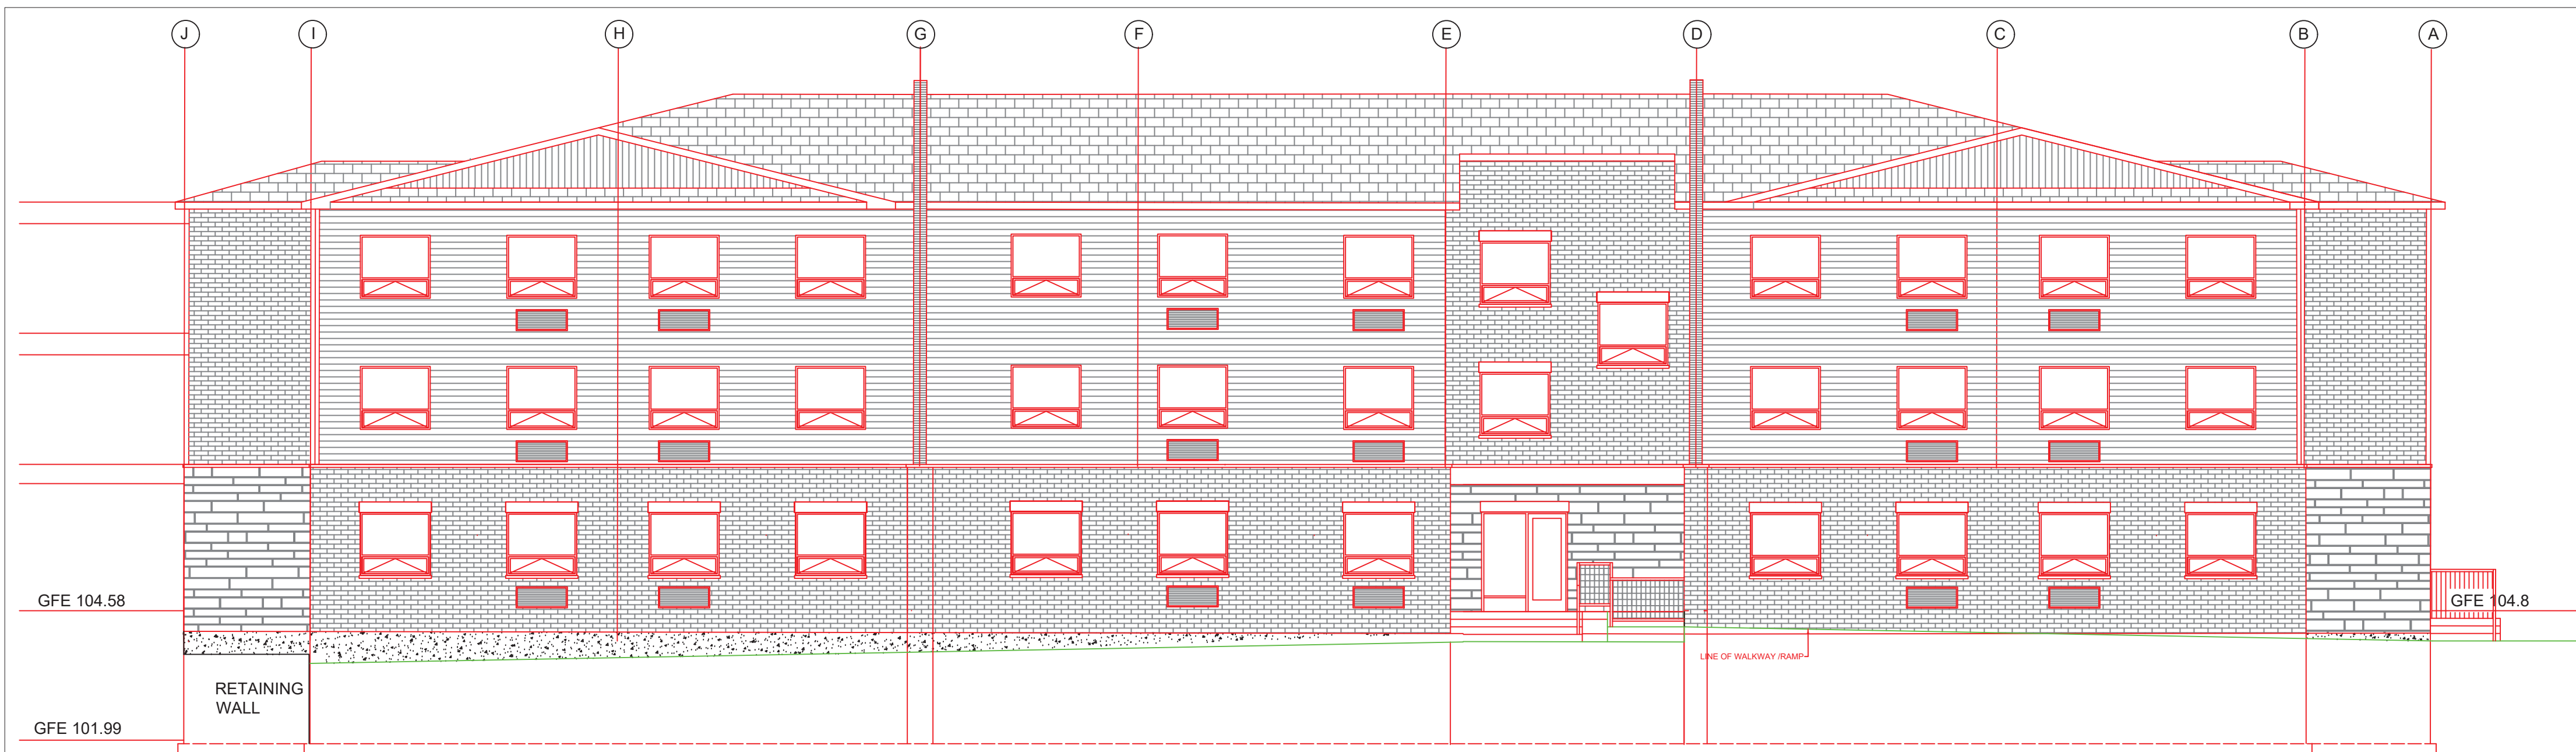 J I H G F E D C B A
GFE 104.58
GFE 104.8
LINE OF WALKWAY /RAMP
RETAINING
WALL
GFE 101.99